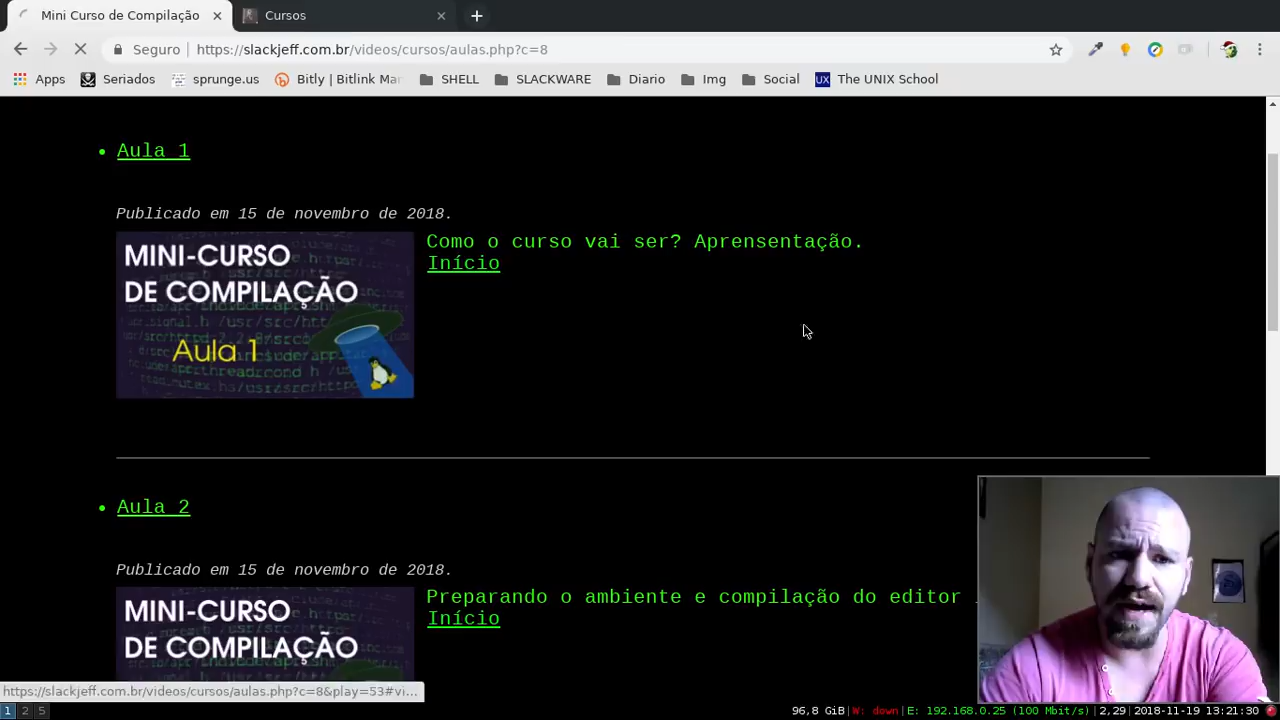 Mini Curso de Compilação
Cursos
Seguro
https://slackjeff.com.br/videos/cursos/aulas.php?c=8
Apps
Seriados
sprunge.us
Bitly | Bitlink Ma
SHELL
SLACKWARE
Diario
Img
Social
UX
The UNIX School
Aula 1
Publicado em 15 de novembro de 2018.
MINI-CURSO
DE COMPILAÇÃO
Aula 1
Como o curso vai ser? Aprensentação.
Início
Aula 2
Publicado em 15 de novembro de 2018.
MINI-CURSO
DE COMPILAÇÃO
Preparando o ambiente e compilação do editor
Início
https://slackjeff.com.br/videos/cursos/aulas.php?c=8&play=53#vi...
1 2 5
96,8 GiB|W: down|E: 192.168.0.25 (100 Mbit/s)|2,29|2018-11-19 13:21:30